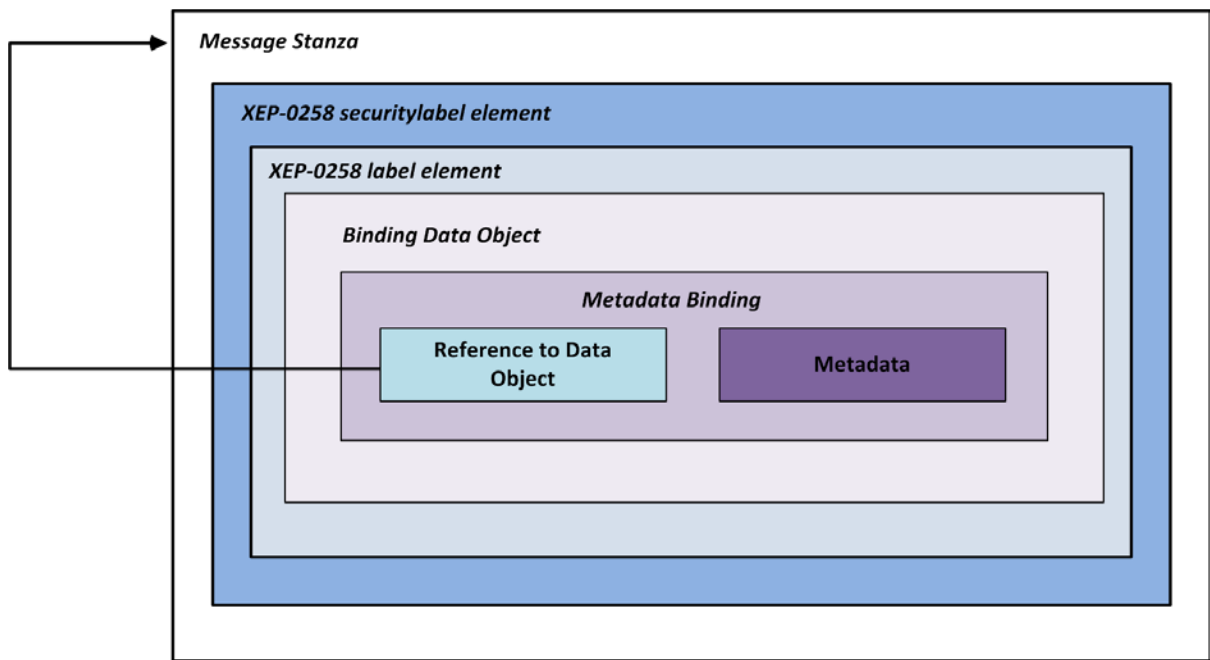 Message Stanza
XEP-0258 securitylabel element
XEP-0258 label element
Binding Data Object
Metadata Binding
Reference to Data
Object
Metadata